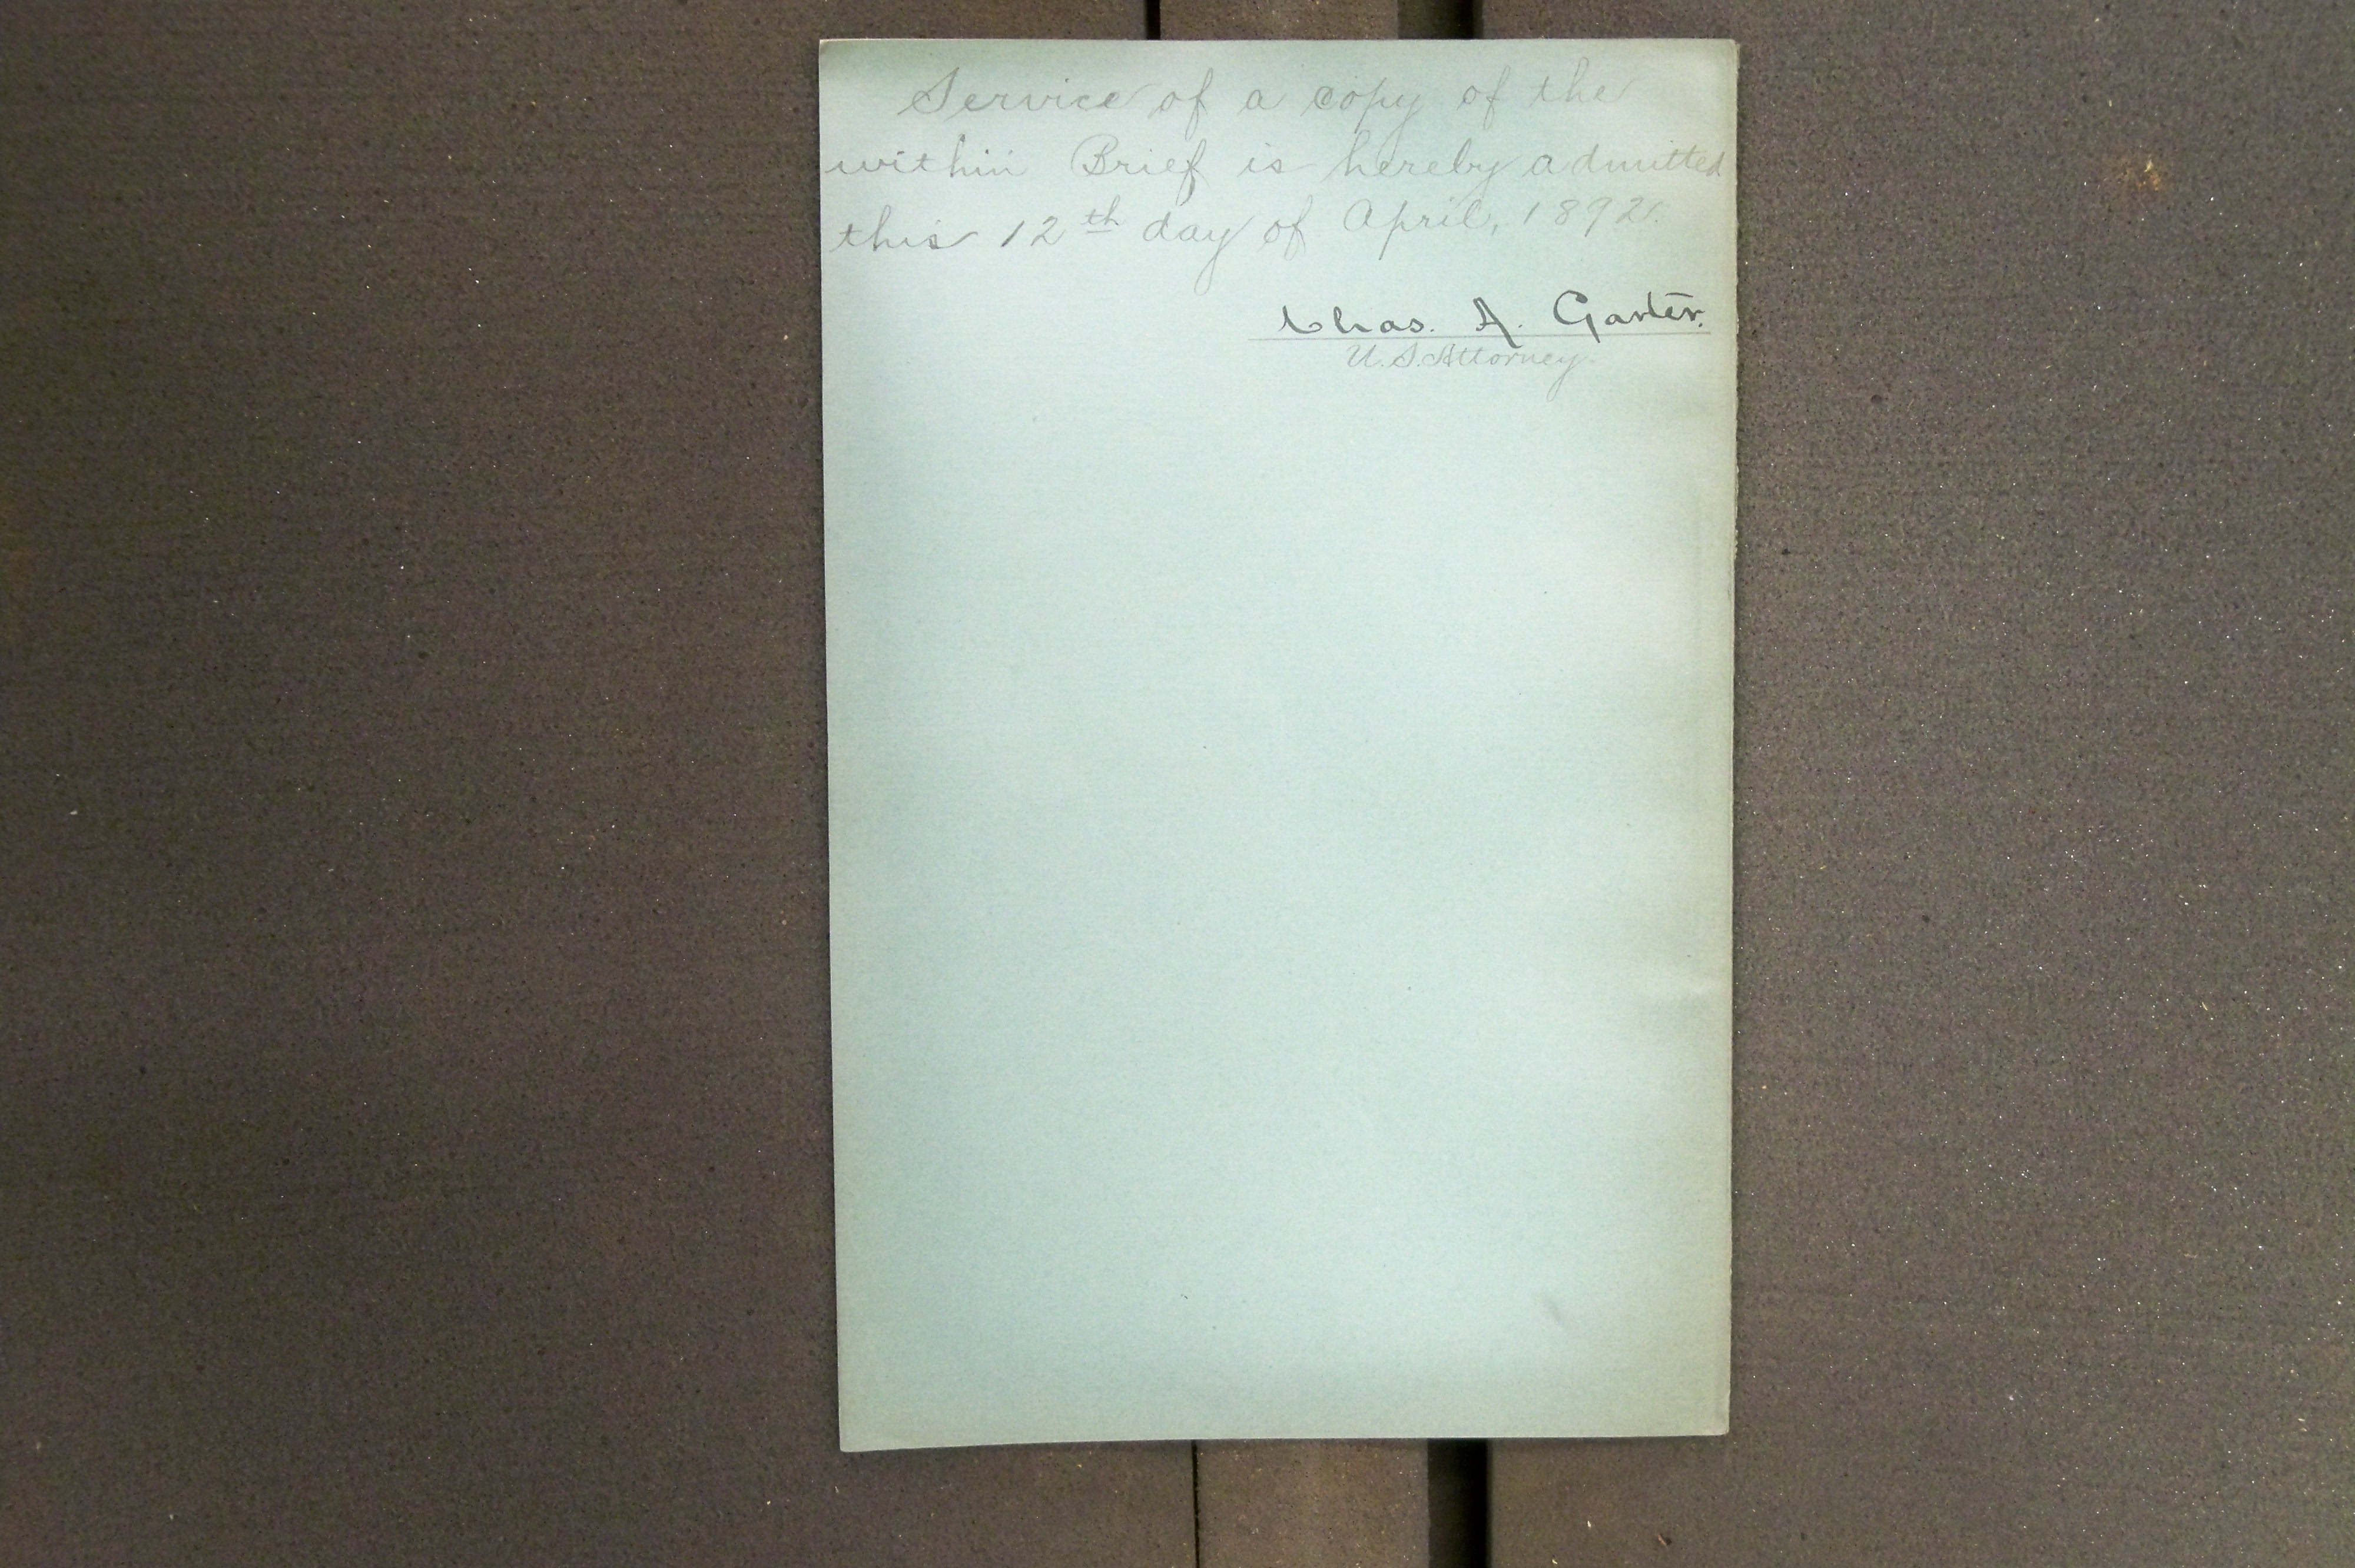 Service of a copy of the
within Brief is hereby admitted
this 12th day of April, 1892.
Chas. A. Garter.
U.S. Attorney.